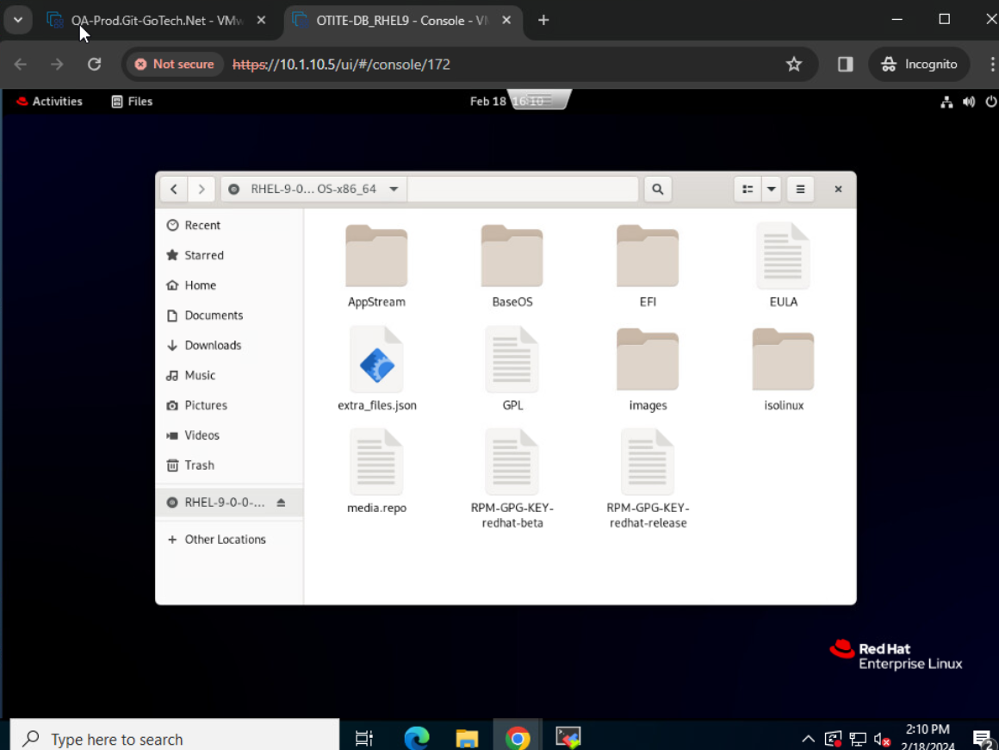 QA-Prod.Git-GoTech.Net - VMw
OTITE-DB_RHEL9 - Console - VM
Not secure
https://10.1.10.5/ui/#/console/172
Incognito
Activities
Files
Feb 18 16:10
RHEL-9-0... OS-x86_64
Recent
Starred
Home
Documents
Downloads
Music
Pictures
Videos
Trash
RHEL-9-0-0-...
+ Other Locations
AppStream
BaseOS
EFI
EULA
extra_files.json
GPL
images
isolinux
media.repo
RPM-GPG-KEY-
redhat-beta
RPM-GPG-KEY-
redhat-release
Red Hat
Enterprise Linux
Type here to search
2:10 PM
2/18/2024
2